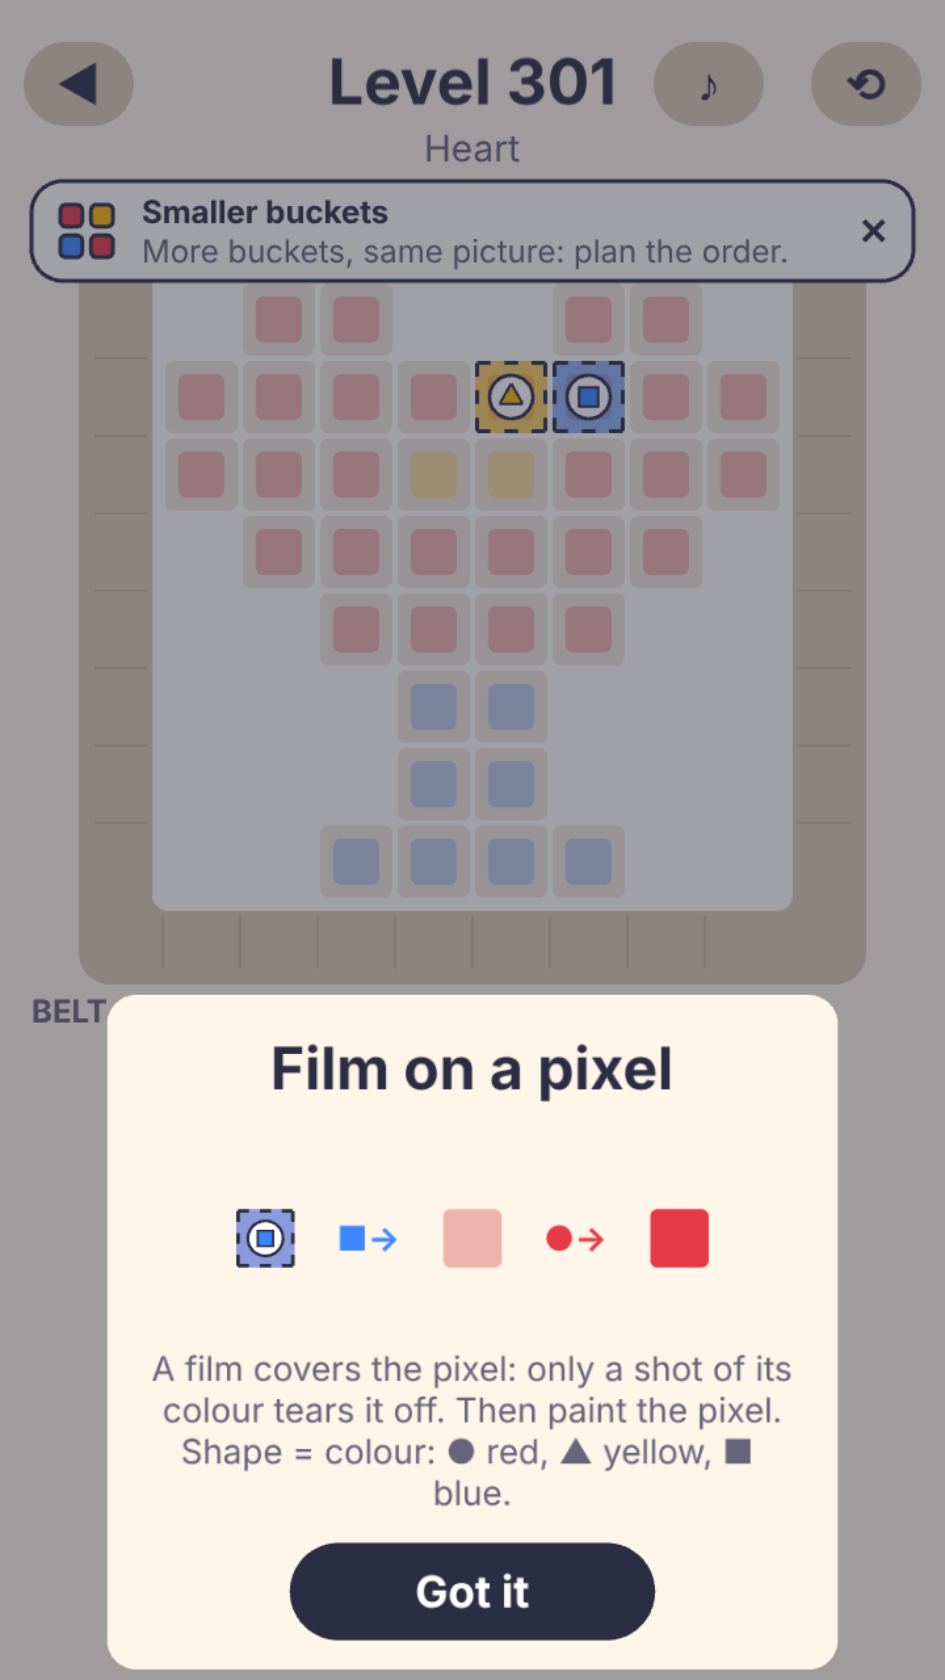 Level 301
Heart
Smaller buckets
More buckets, same picture: plan the order.
BELT
Film on a pixel
A film covers the pixel: only a shot of its
colour tears it off. Then paint the pixel.
Shape = colour: ● red, ▲ yellow, ■
blue.
Got it